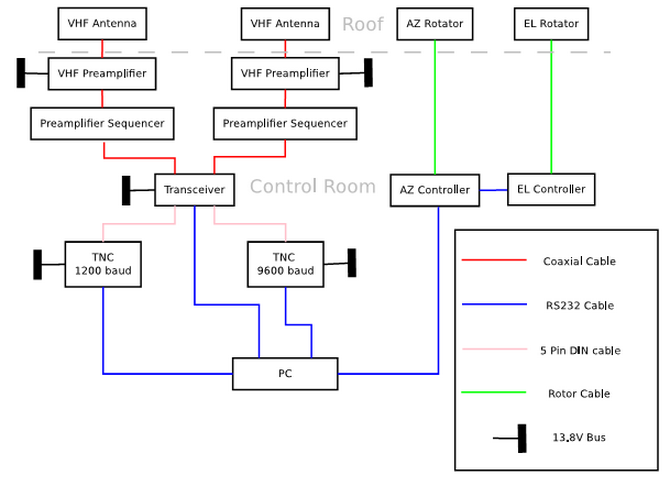 VHF Antenna
VHF Antenna
Roof
AZ Rotator
EL Rotator
VHF Preamplifier
VHF Preamplifier
Preamplifier Sequencer
Preamplifier Sequencer
Transceiver
Control Room
AZ Controller
EL Controller
TNC
1200 baud
TNC
9600 baud
PC
Coaxial Cable
RS232 Cable
5 Pin DIN cable
Rotor Cable
13.8V Bus